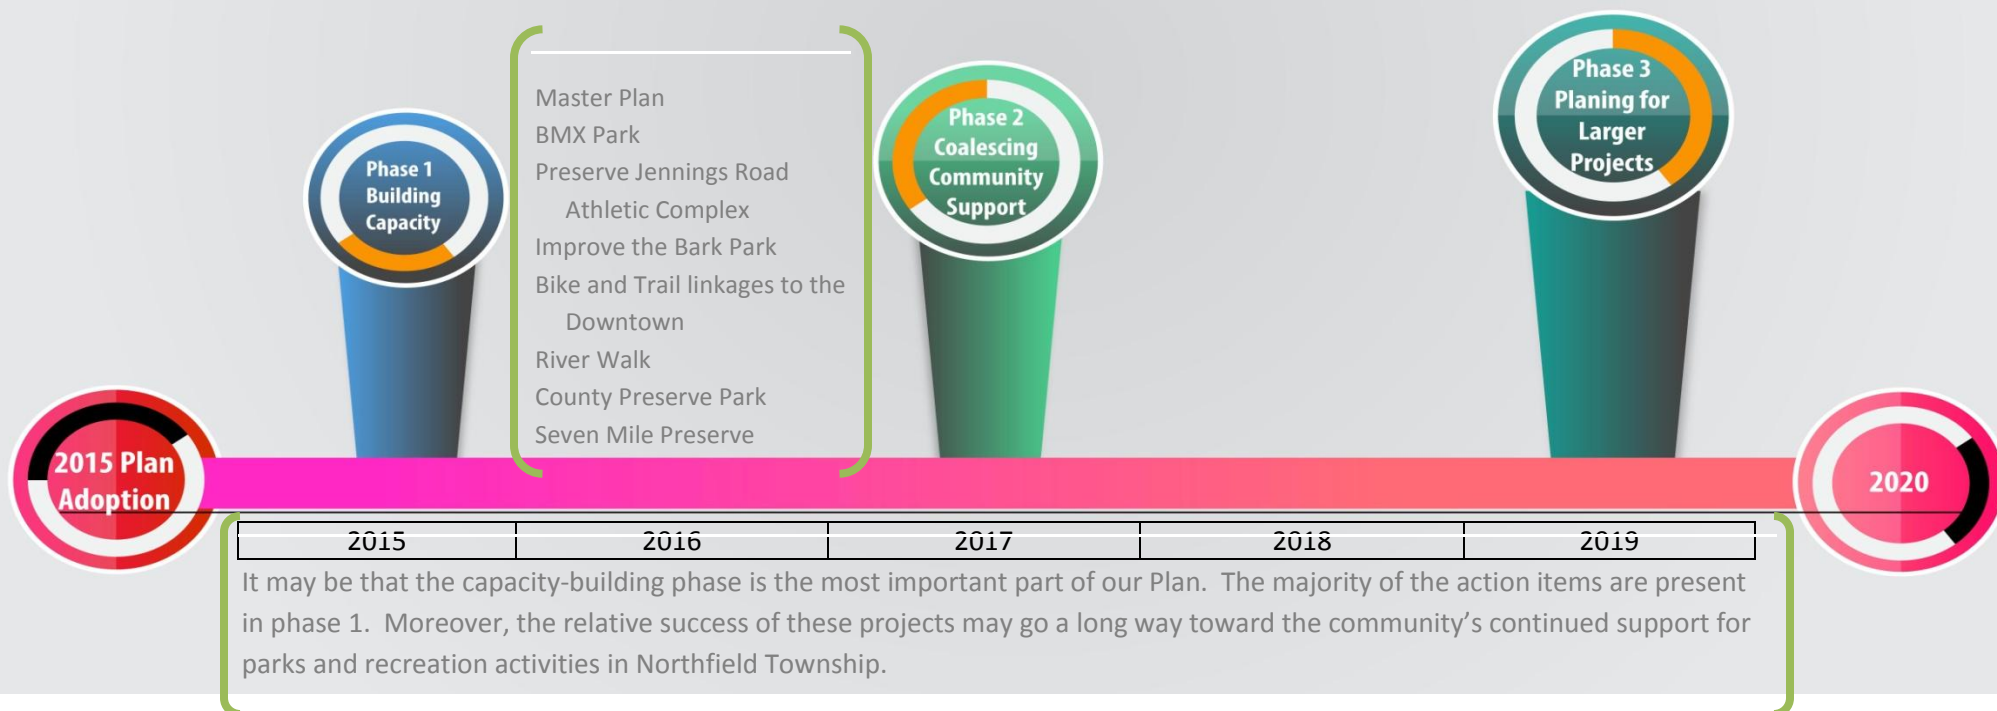 Phase 1
Building
Capacity
Master Plan
BMX Park
Preserve Jennings Road
Athletic Complex
Improve the Bark Park
Bike and Trail linkages to the
Downtown
River Walk
County Preserve Park
Seven Mile Preserve
Phase 2
Coalescing
Community
Support
Phase 3
Planing for
Larger
Projects
2015 Plan
Adoption
2020
2015 2016 2017 2018 2019
It may be that the capacity-building phase is the most important part of our Plan. The majority of the action items are present
in phase 1. Moreover, the relative success of these projects may go a long way toward the community’s continued support for
parks and recreation activities in Northfield Township.